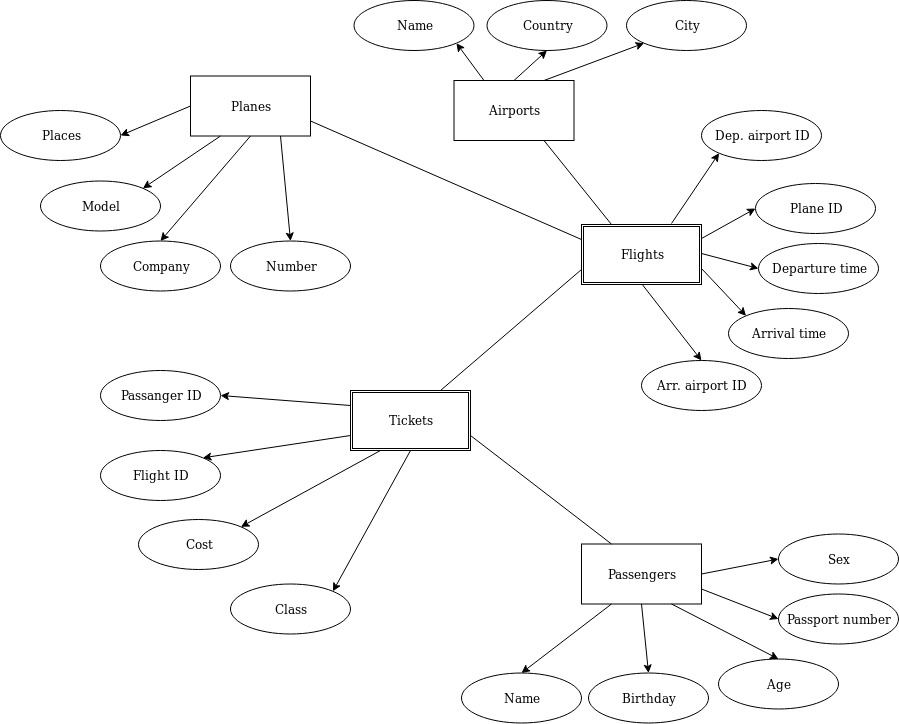 Name
Country
City
Planes
Airports
Places
Dep. airport ID
Model
Plane ID
Company
Number
Flights
Departure time
Arrival time
Arr. airport ID
Passanger ID
Tickets
Flight ID
Cost
Class
Passengers
Sex
Passport number
Name
Birthday
Age